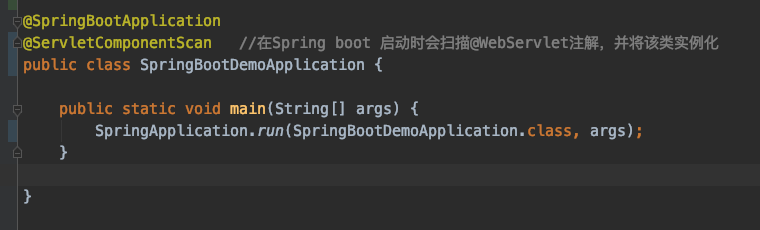 @SpringBootApplication
@ServletComponentScan   //在Spring boot 启动时会扫描@WebServlet注解，并将该类实例化
public class SpringBootDemoApplication {
    public static void main(String[] args) {
        SpringApplication.run(SpringBootDemoApplication.class, args);
    }
}